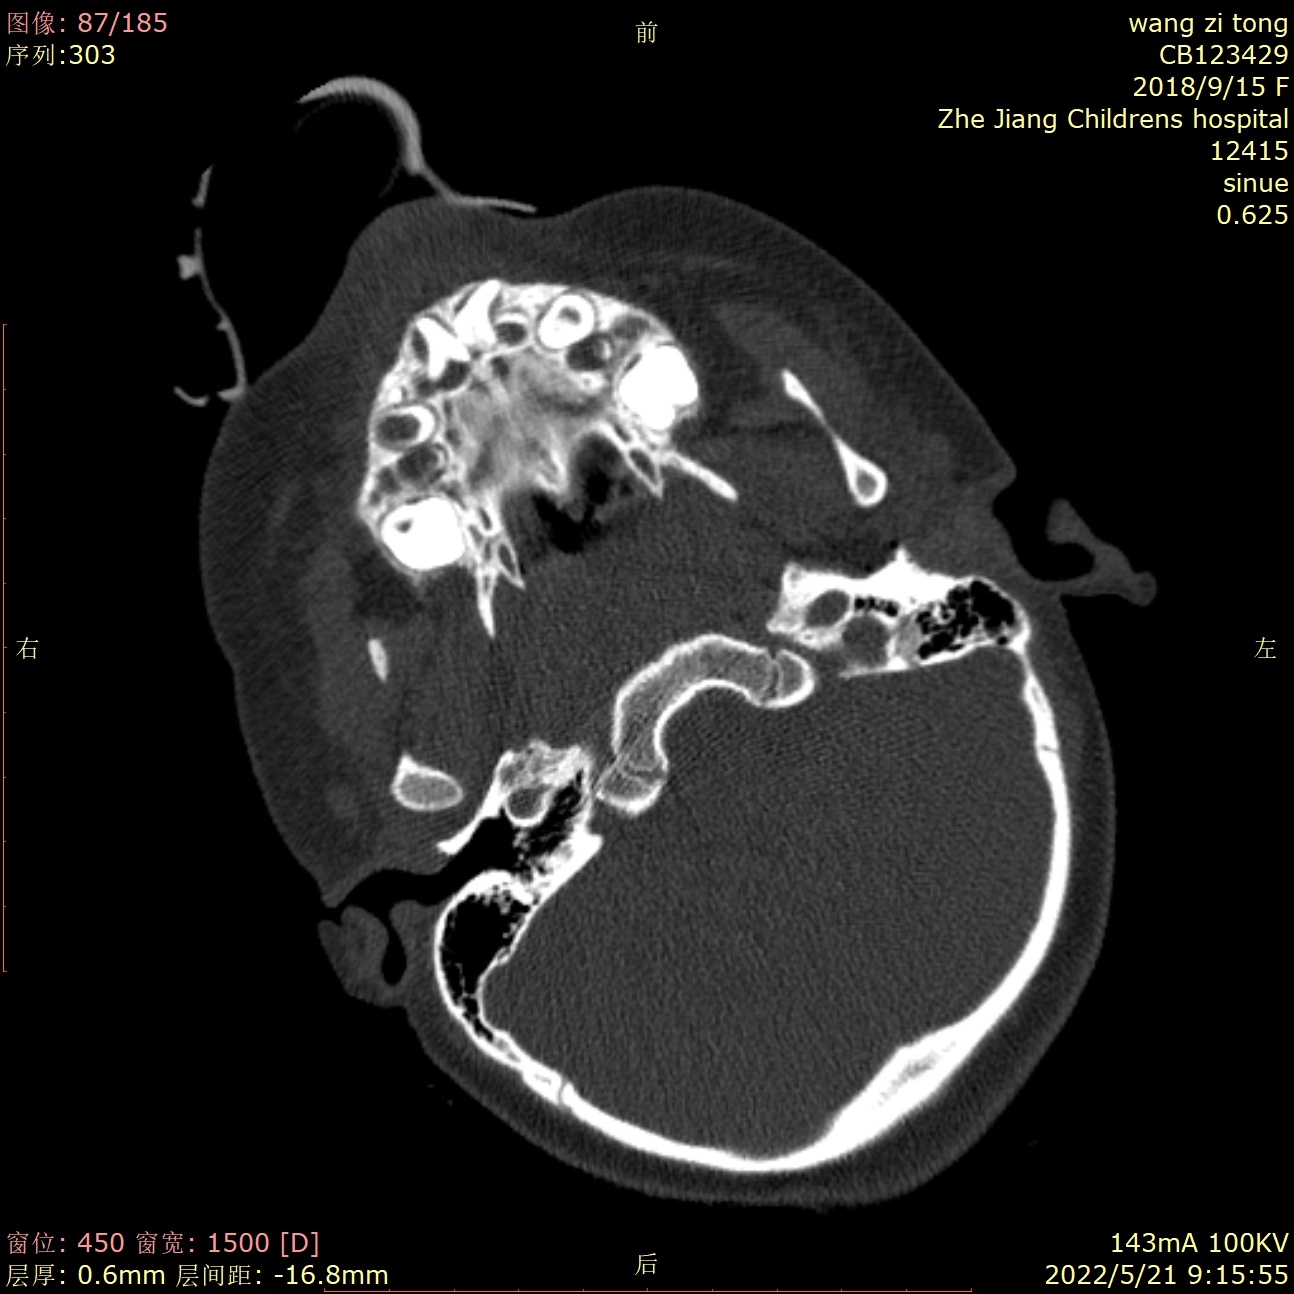 图像: 87/185
序列:303
前
wang zi tong
CB123429
2018/9/15 F
Zhe Jiang Childrens hospital
12415
sinue
0.625
右
左
窗位: 450 窗宽: 1500 [D]
层厚: 0.6mm 层间距: -16.8mm
后
143mA 100KV
2022/5/21 9:15:55